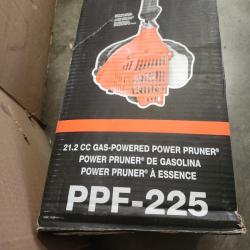 21.2 CC GAS-POWERED POWER PRUNER®
POWER PRUNER® DE GASOLINA
POWER PRUNER® À ESSENCE
PPF-225